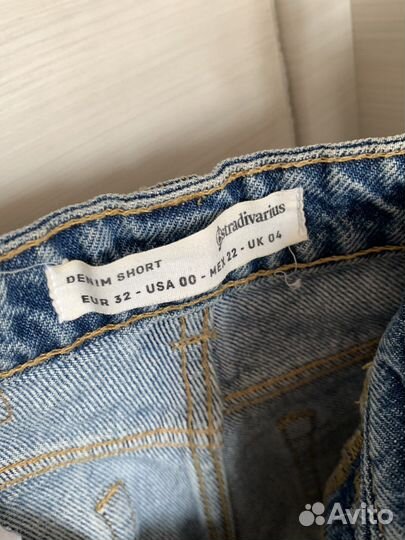 stradivarius
DENIM SHORT
EUR 32 - USA 00 - MEX 22 - UK 04
Avito